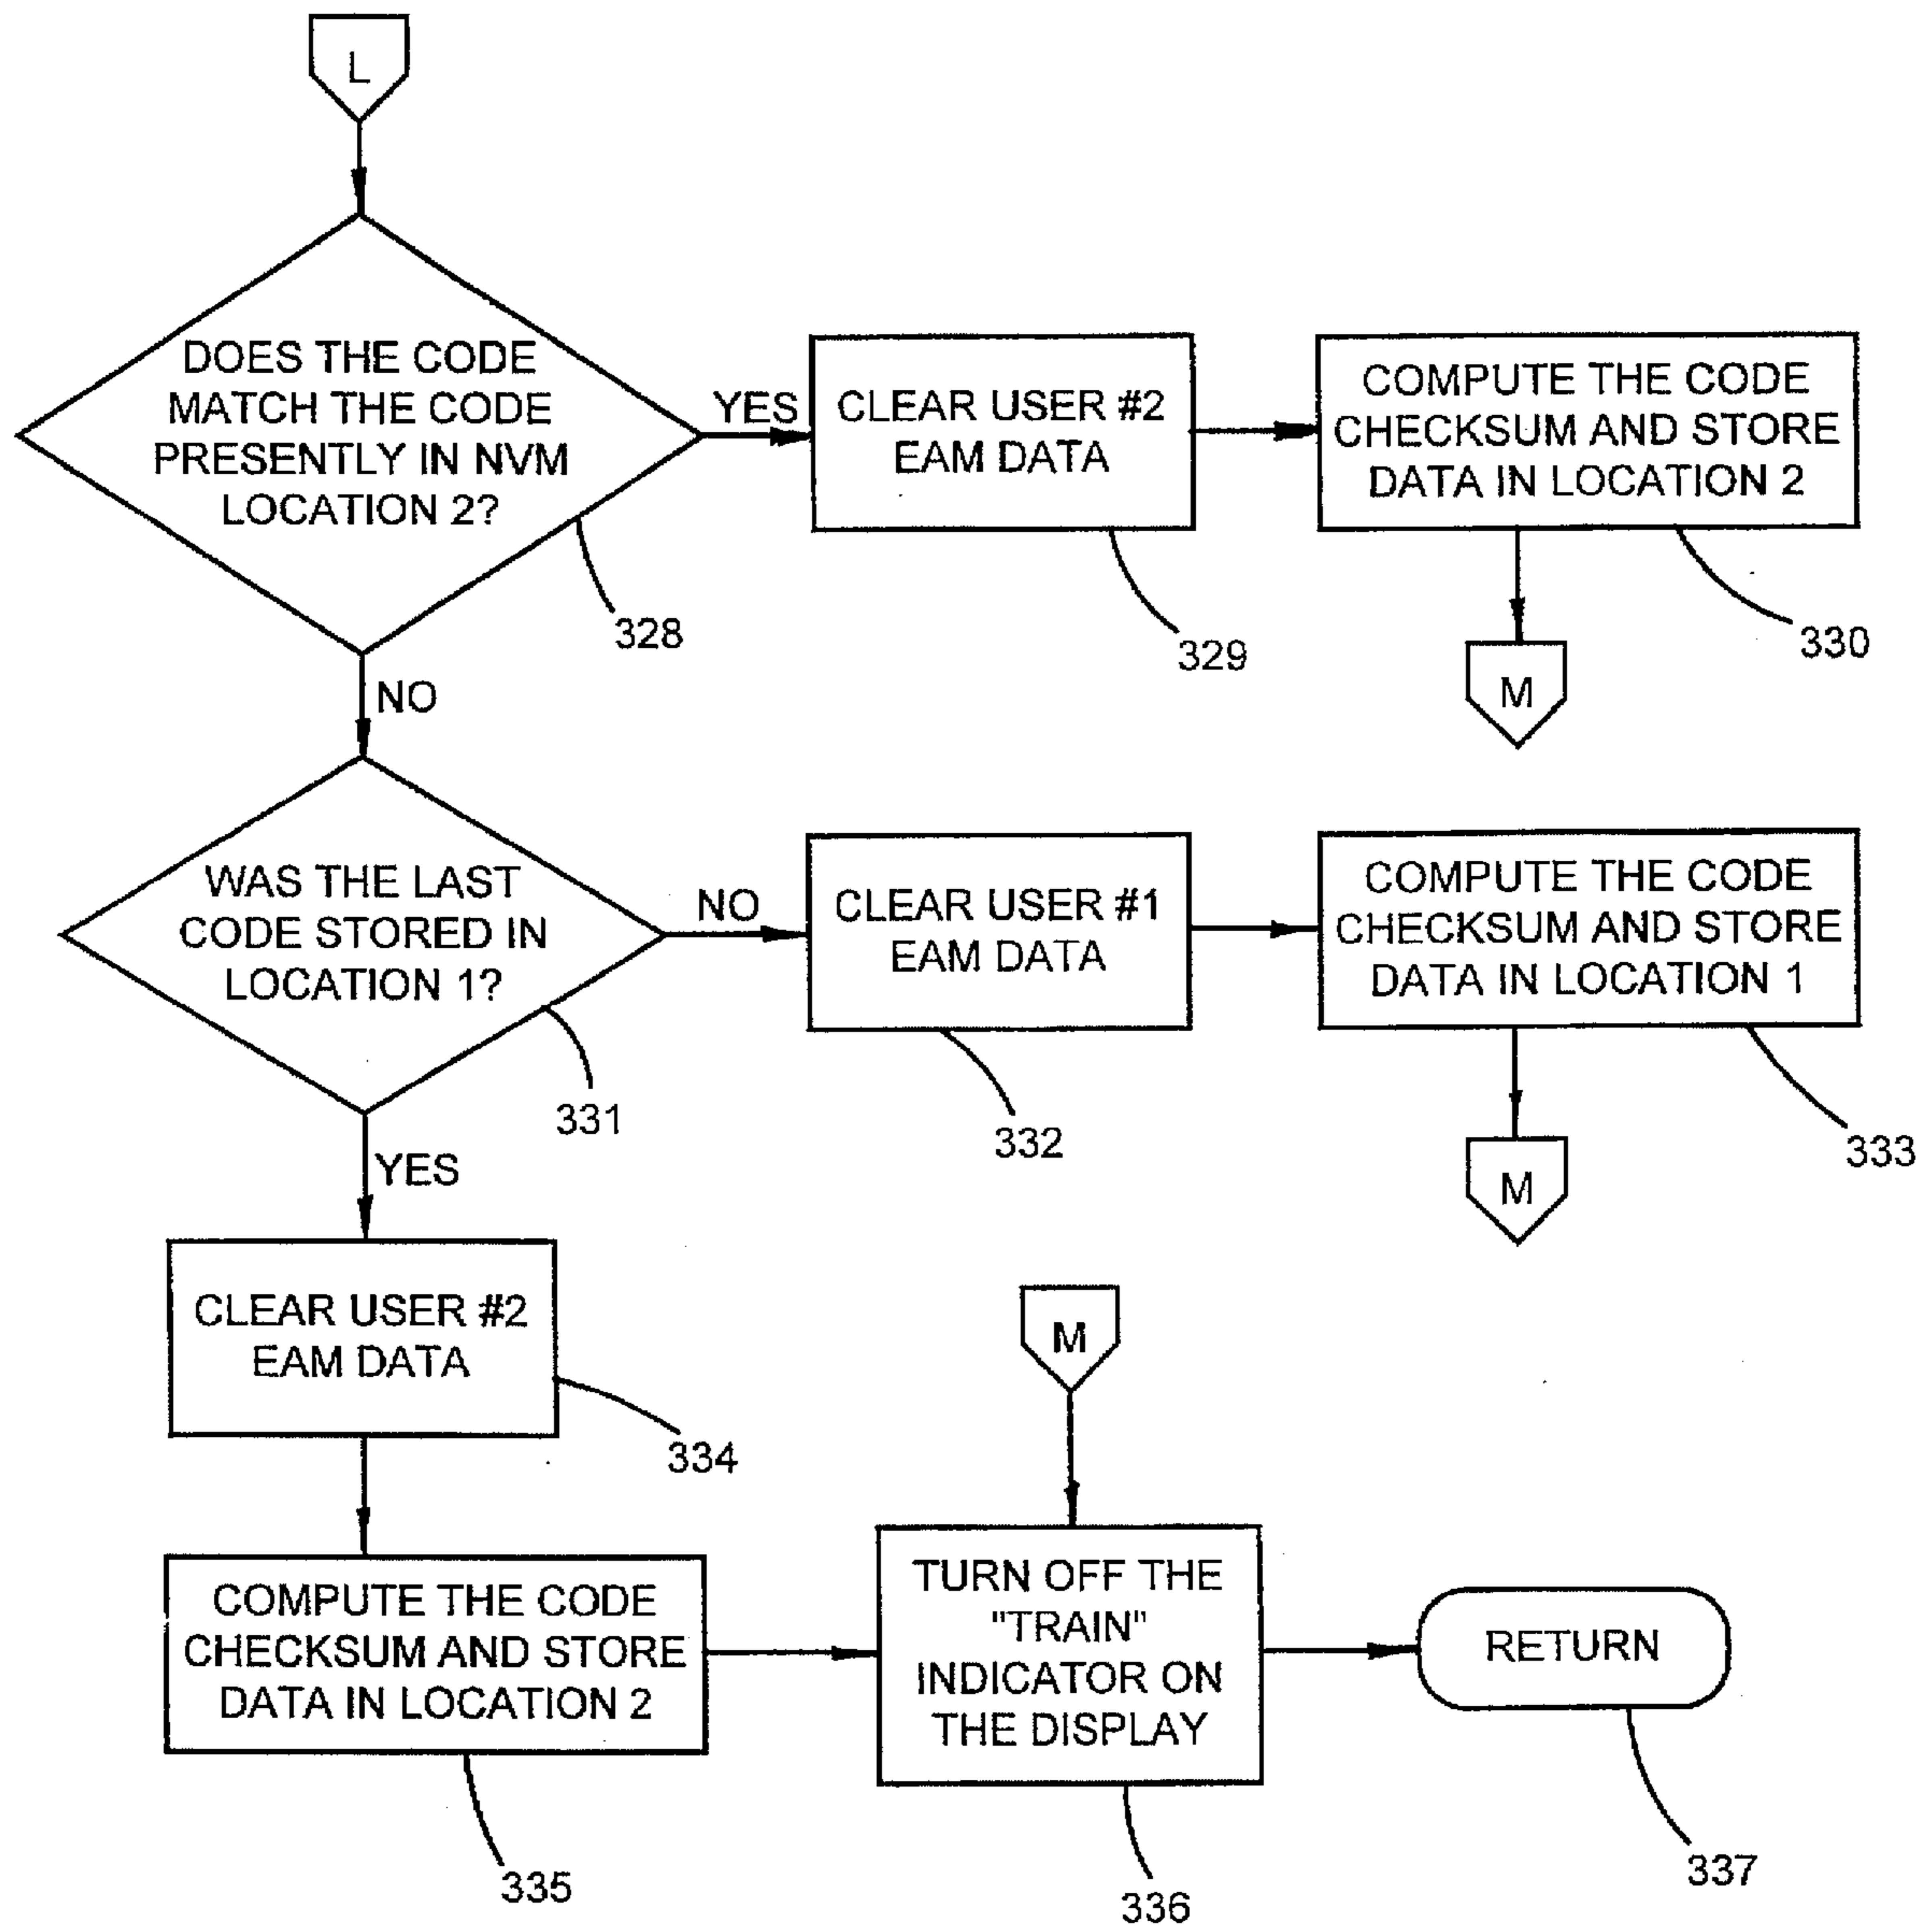 L
DOES THE CODE
MATCH THE CODE
PRESENTLY IN NVM
LOCATION 2?
328
YES
CLEAR USER #2
EAM DATA
329
COMPUTE THE CODE
CHECKSUM AND STORE
DATA IN LOCATION 2
330
M
NO
WAS THE LAST
CODE STORED IN
LOCATION 1?
331
NO
CLEAR USER #1
EAM DATA
332
COMPUTE THE CODE
CHECKSUM AND STORE
DATA IN LOCATION 1
333
M
YES
CLEAR USER #2
EAM DATA
334
COMPUTE THE CODE
CHECKSUM AND STORE
DATA IN LOCATION 2
335
M
TURN OFF THE
"TRAIN"
INDICATOR ON
THE DISPLAY
336
RETURN
337